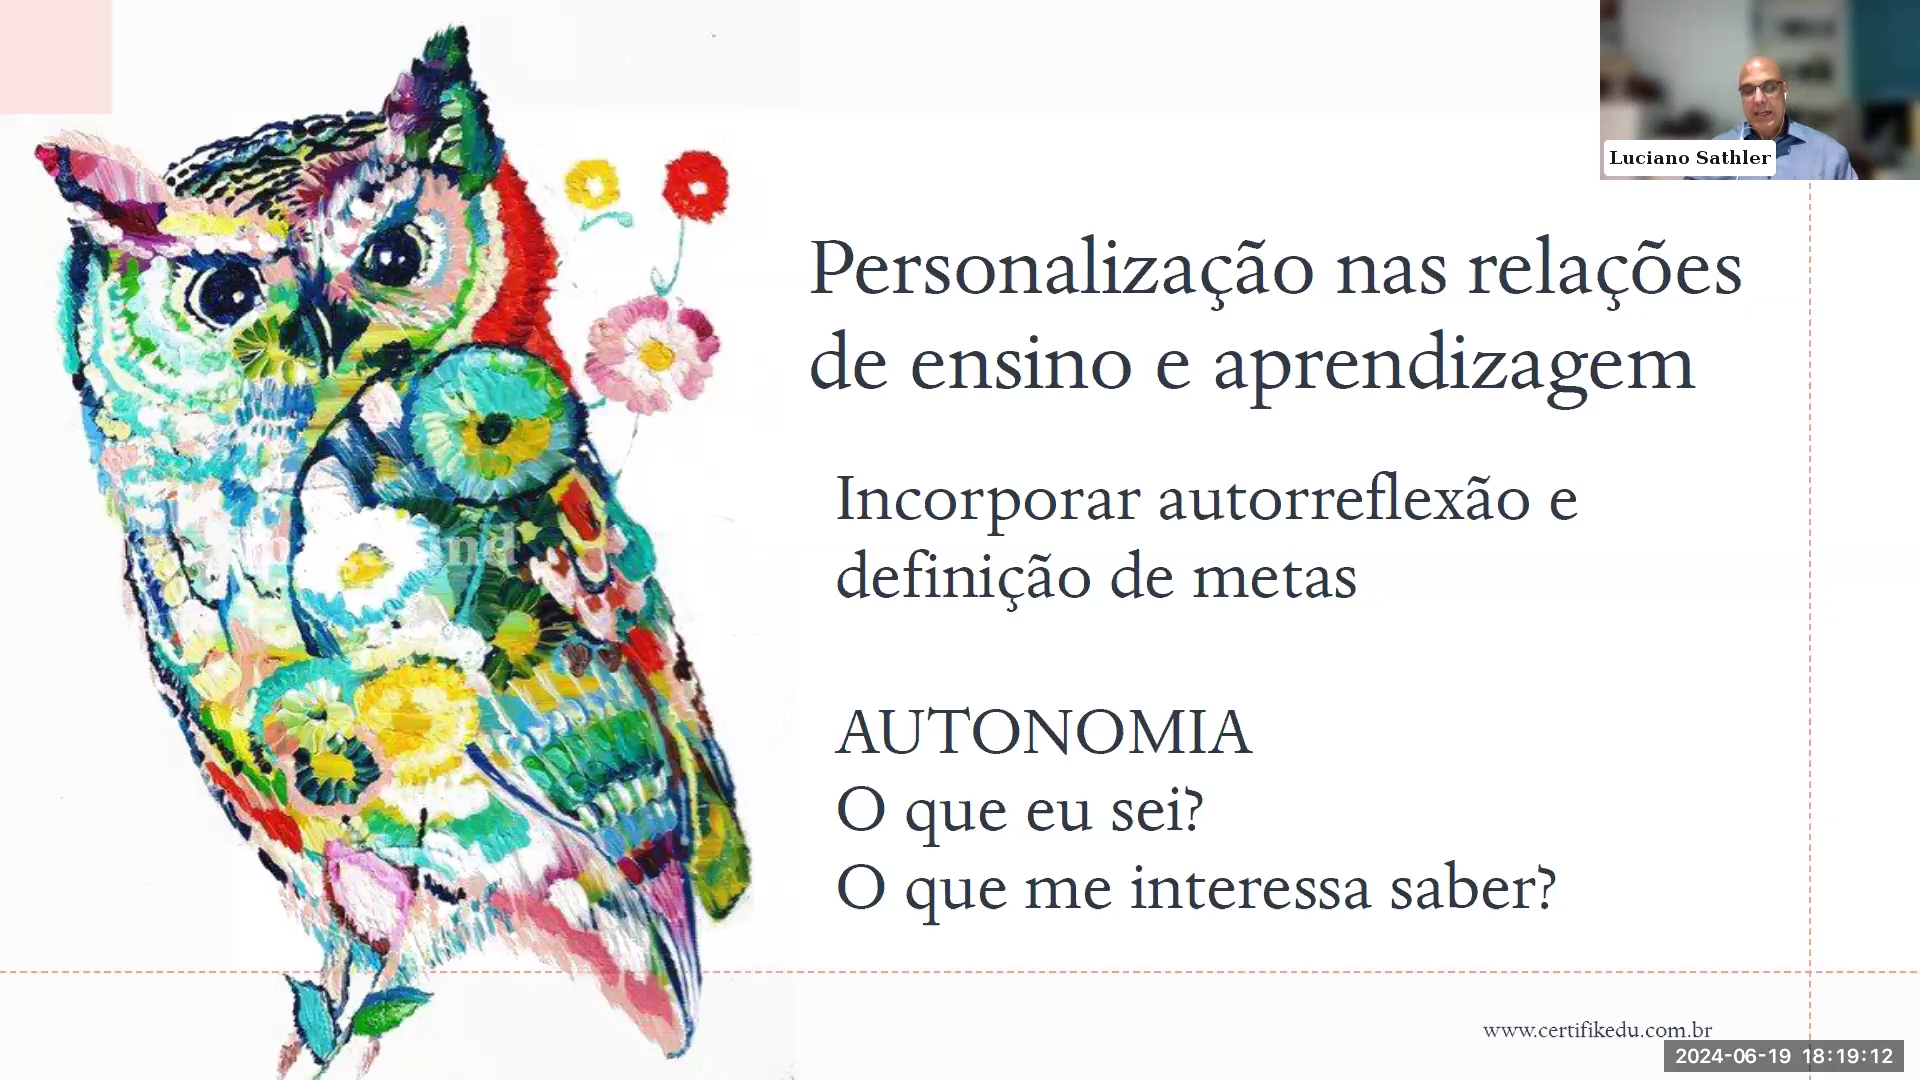 Luciano Sathler
Personalização nas relações
de ensino e aprendizagem
Incorporar autorreflexão e
definição de metas
AUTONOMIA
O que eu sei?
O que me interessa saber?
www.certifikedu.com.br
2024-06-19 18:19:12